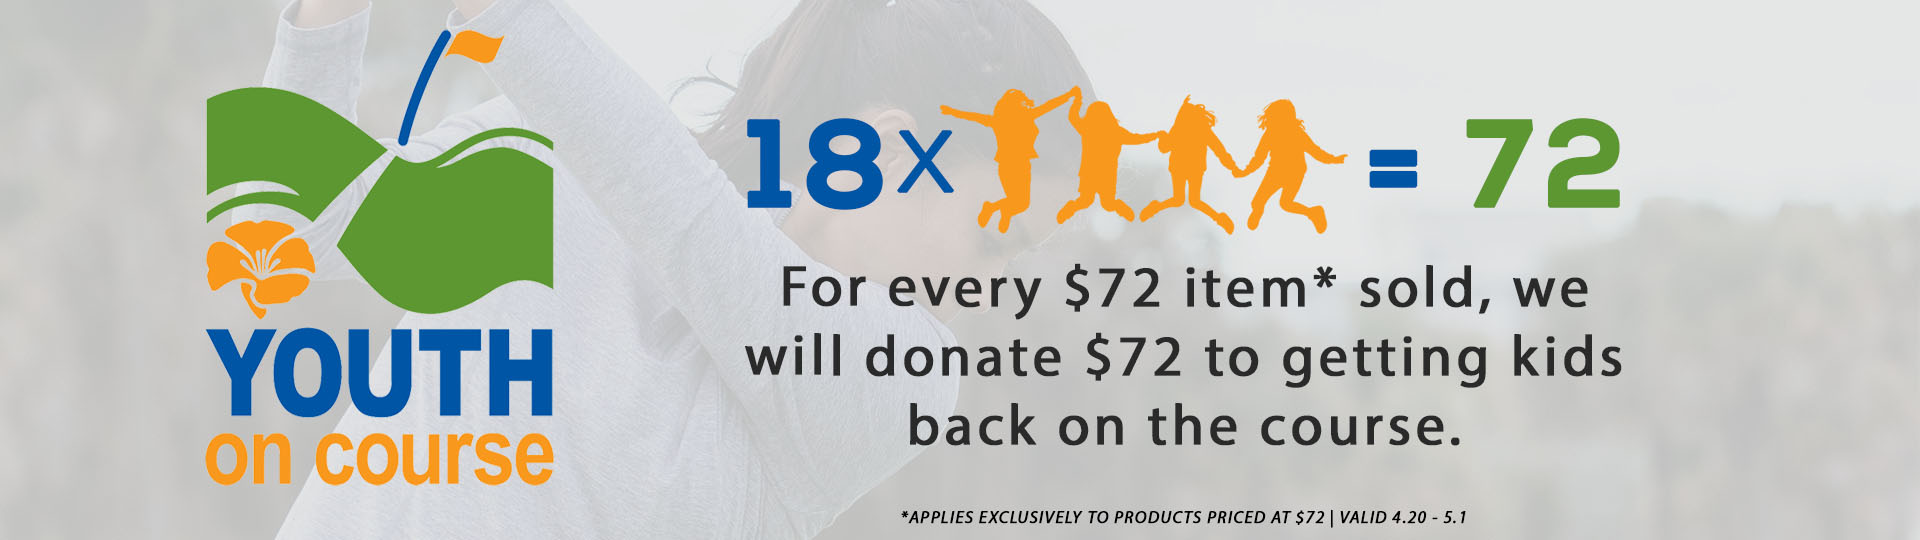 YOUTH
on course
18x = 72
For every $72 item* sold, we
will donate $72 to getting kids
back on the course.
*APPLIES EXCLUSIVELY TO PRODUCTS PRICED AT $72 | VALID 4.20 - 5.1